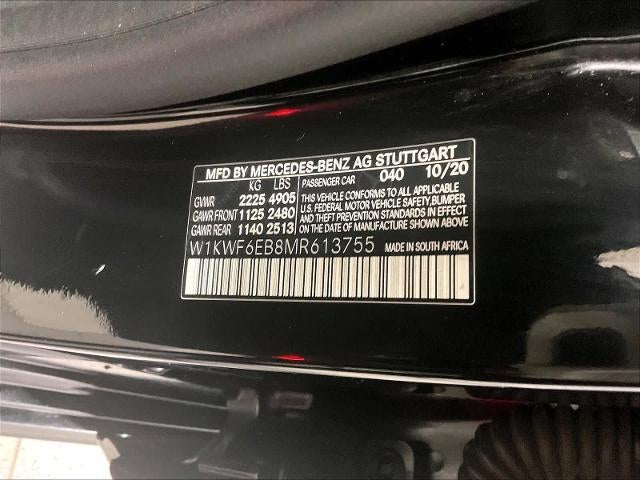 MFD BY MERCEDES-BENZ AG STUTTGART
KG LBS PASSENGER CAR 040 10/20
GVWR 2225 4905 THIS VEHICLE CONFORMS TO ALL APPLICABLE
GAWR FRONT 1125 2480 U.S. FEDERAL MOTOR VEHICLE SAFETY, BUMPER
GAWR REAR 1140 2513 AND THEFT PREVENTION STANDARDS IN EFFECT
ON THE DATE OF MANUFACTURE SHOWN ABOVE.
W1KWF6EB8MR613755 MADE IN SOUTH AFRICA